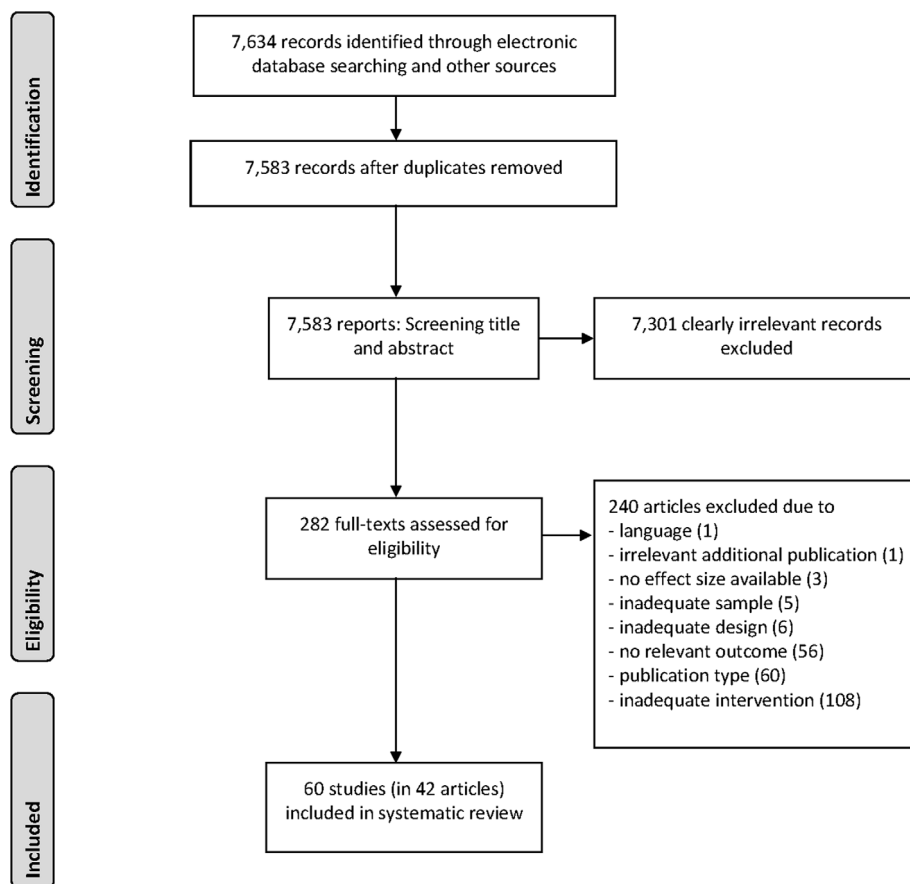 Identification
7,634 records identified through electronic
database searching and other sources
7,583 records after duplicates removed
Screening
7,583 reports: Screening title
and abstract
7,301 clearly irrelevant records
excluded
Eligibility
282 full-texts assessed for
eligibility
240 articles excluded due to
- language (1)
- irrelevant additional publication (1)
- no effect size available (3)
- inadequate sample (5)
- inadequate design (6)
- no relevant outcome (56)
- publication type (60)
- inadequate intervention (108)
Included
60 studies (in 42 articles)
included in systematic review